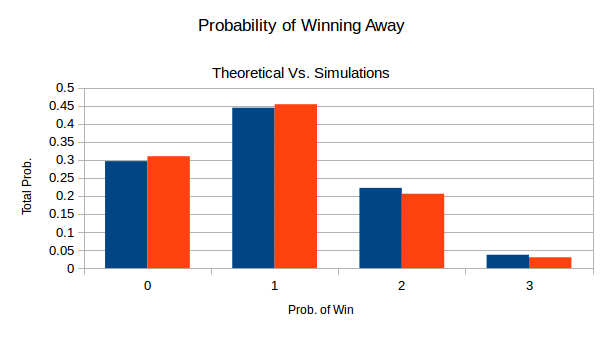 Probability of Winning Away
Theoretical Vs. Simulations
0.5
0.45
0.4
0.35
0.3
0.25
0.2
0.15
0.1
0.05
0
Total Prob.
0 1 2 3
Prob. of Win